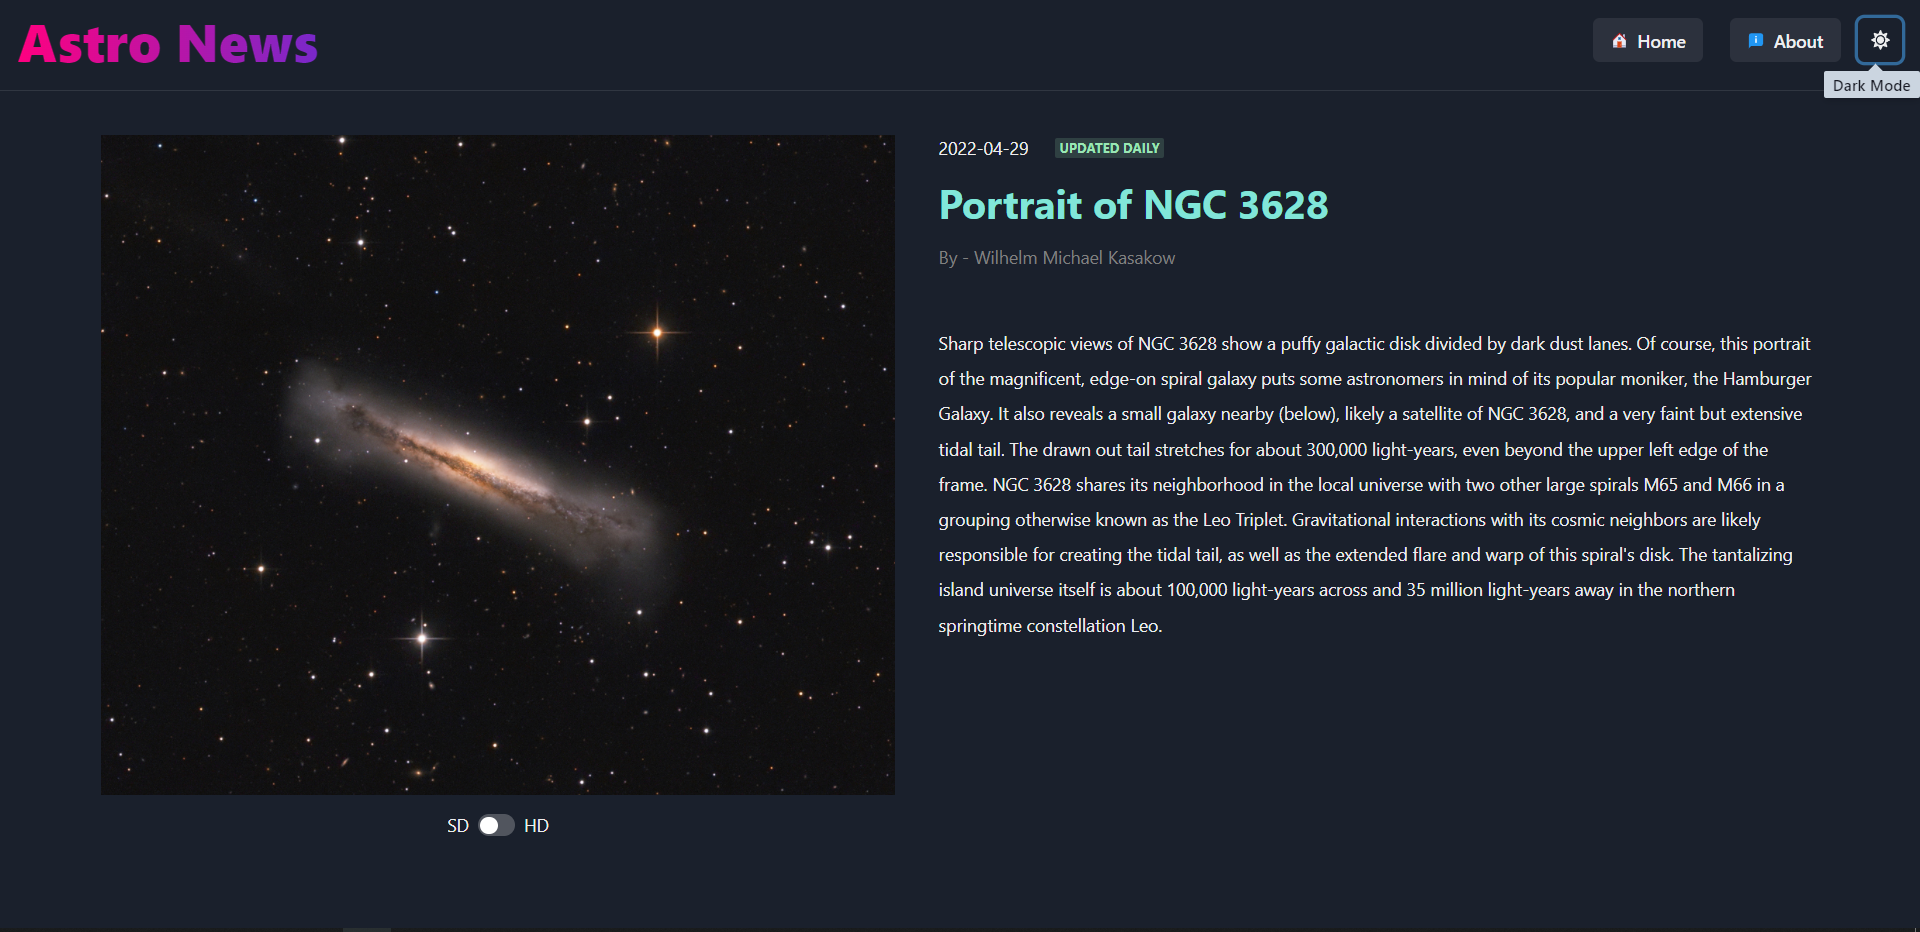 Astro News
Home
About
Dark Mode
2022-04-29 UPDATED DAILY
Portrait of NGC 3628
By - Wilhelm Michael Kasakow
Sharp telescopic views of NGC 3628 show a puffy galactic disk divided by dark dust lanes. Of course, this portrait
of the magnificent, edge-on spiral galaxy puts some astronomers in mind of its popular moniker, the Hamburger
Galaxy. It also reveals a small galaxy nearby (below), likely a satellite of NGC 3628, and a very faint but extensive
tidal tail. The drawn out tail stretches for about 300,000 light-years, even beyond the upper left edge of the
frame. NGC 3628 shares its neighborhood in the local universe with two other large spirals M65 and M66 in a
grouping otherwise known as the Leo Triplet. Gravitational interactions with its cosmic neighbors are likely
responsible for creating the tidal tail, as well as the extended flare and warp of this spiral's disk. The tantalizing
island universe itself is about 100,000 light-years across and 35 million light-years away in the northern
springtime constellation Leo.
SD HD